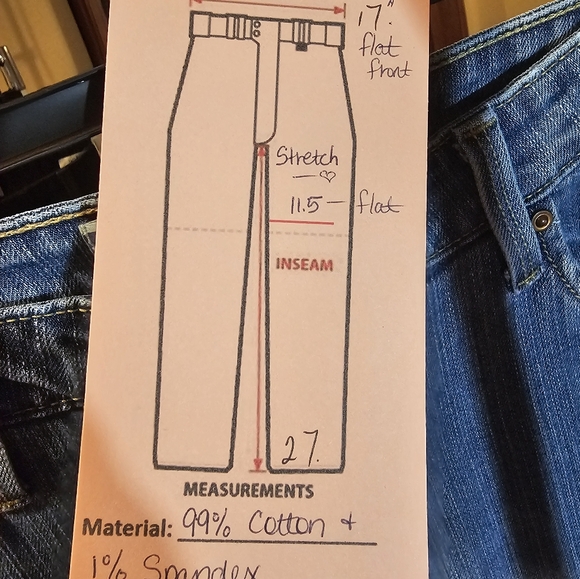 17."
flat
front
Stretch
— ♡
11.5 — flat
INSEAM
27.
MEASUREMENTS
Material: 99% Cotton +
1% Spandex